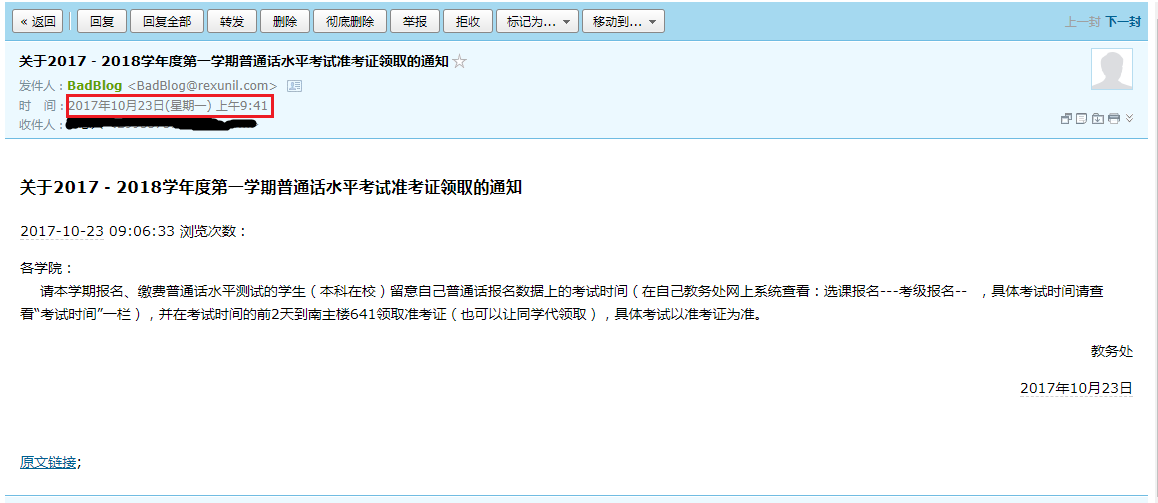 « 返回 回复 回复全部 转发 删除 彻底删除 举报 拒收 标记为... 移动到... 上一封 下一封
关于2017 - 2018学年度第一学期普通话水平考试准考证领取的通知
发件人：BadBlog <BadBlog@rexunil.com>
时 间：2017年10月23日(星期一) 上午9:41
收件人：
关于2017 - 2018学年度第一学期普通话水平考试准考证领取的通知
2017-10-23 09:06:33 浏览次数：
各学院：
请本学期报名、缴费普通话水平测试的学生（本科在校）留意自己普通话报名数据上的考试时间（在自己教务处网上系统查看：选课报名---考级报名-- ，具体考试时间请查
看“考试时间”一栏），并在考试时间的前2天到南主楼641领取准考证（也可以让同学代领取），具体考试以准考证为准。
教务处
2017年10月23日
原文链接;